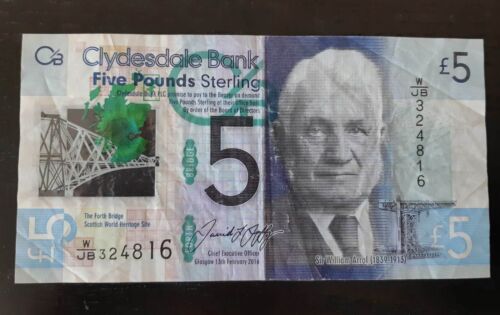 C/B Clydesdale Bank
£5
Five Pounds Sterling
Clydesdale Bank PLC promise to pay to the Bearer on demand
Five Pounds Sterling at their office here
By order of the Board of Directors
W/JB 324816
5
BRIDGE
The Forth Bridge
Scottish World Heritage Site
5
£
W/JB 324816
Chief Executive Officer
Glasgow 13th February 2016
Sir William Arrol (1839-1913)
£5